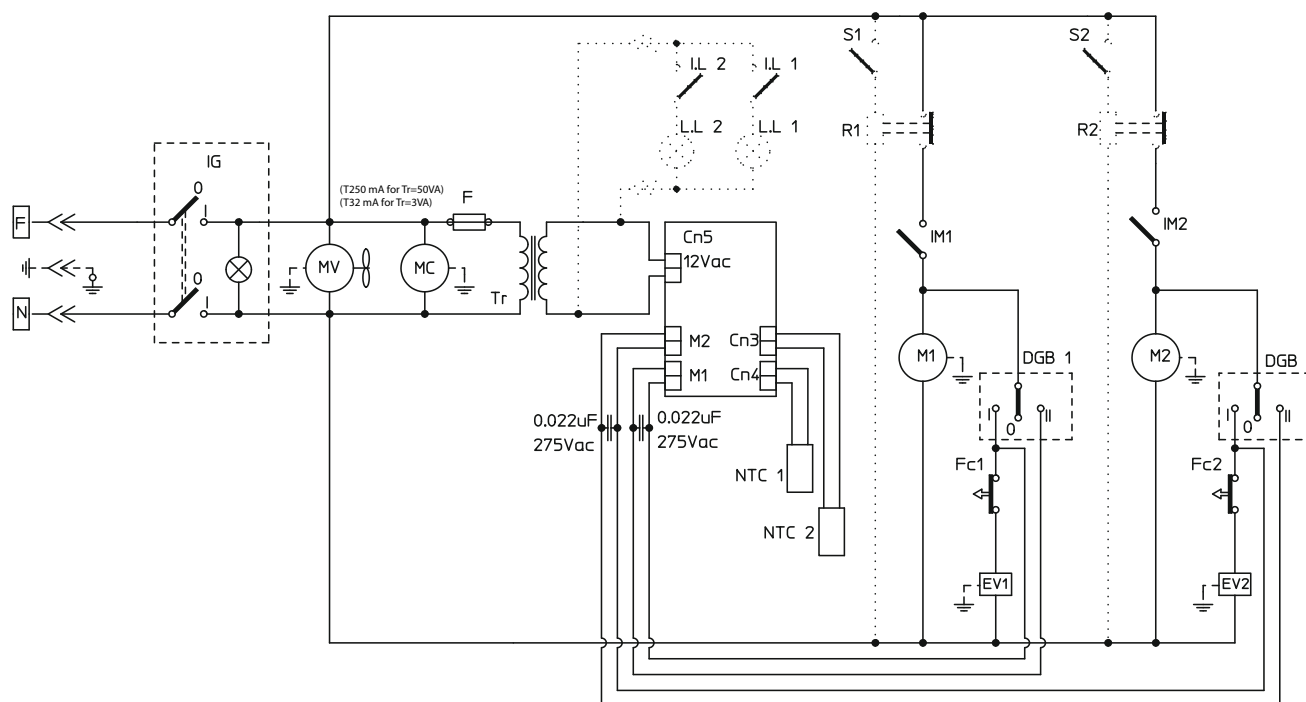 S1
S2
I.L 2
I.L 1
R1
R2
L.L 2
L.L 1
IG
0
I
(T250 mA for Tr=50VA)
(T32 mA for Tr=3VA)
F
F
Cn5
12Vac
IM1
IM2
MV
MC
Tr
0
I
N
M2
Cn3
M1
Cn4
M1
M2
DGB 1
DGB
I
0
II
I
0
II
0.022uF
275Vac
0.022uF
275Vac
NTC 1
NTC 2
Fc1
Fc2
EV1
EV2